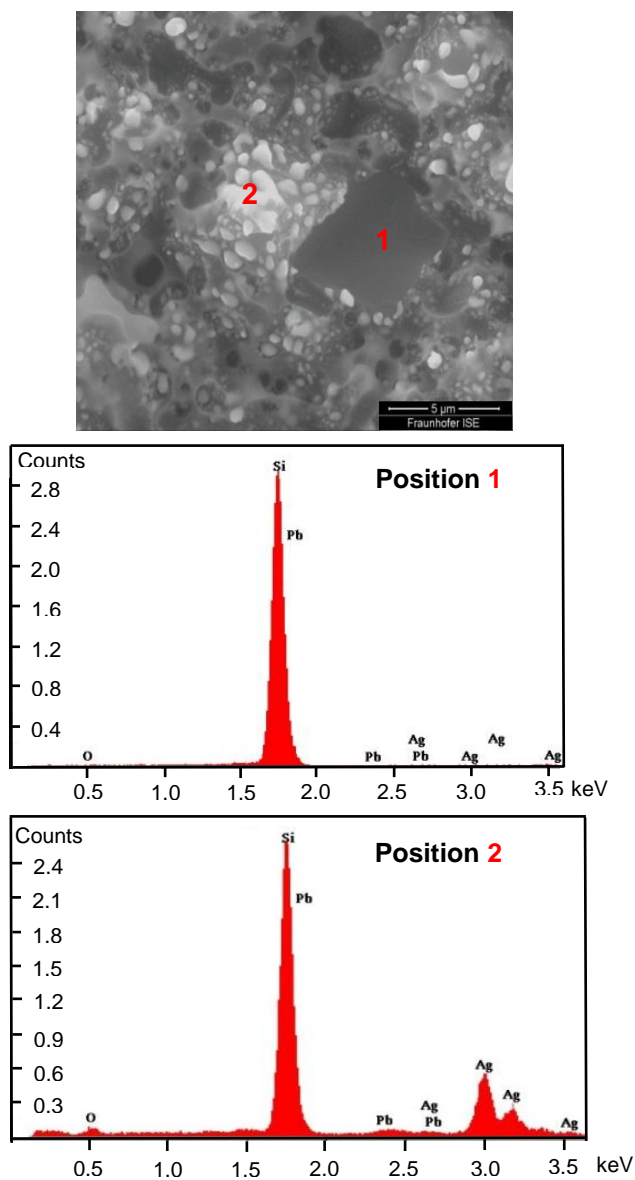 2
1
5 µm
Fraunhofer ISE
Counts
Position 1
2.8
2.4
2.0
1.6
1.2
0.8
0.4
Si
Pb
O
Pb
Ag
Pb
Ag
Ag
Ag
0.5 1.0 1.5 2.0 2.5 3.0 3.5 keV
Counts
Position 2
2.4
2.1
1.8
1.5
1.2
0.9
0.6
0.3
Si
Pb
O
Pb
Ag
Pb
Ag
Ag
Ag
0.5 1.0 1.5 2.0 2.5 3.0 3.5 keV